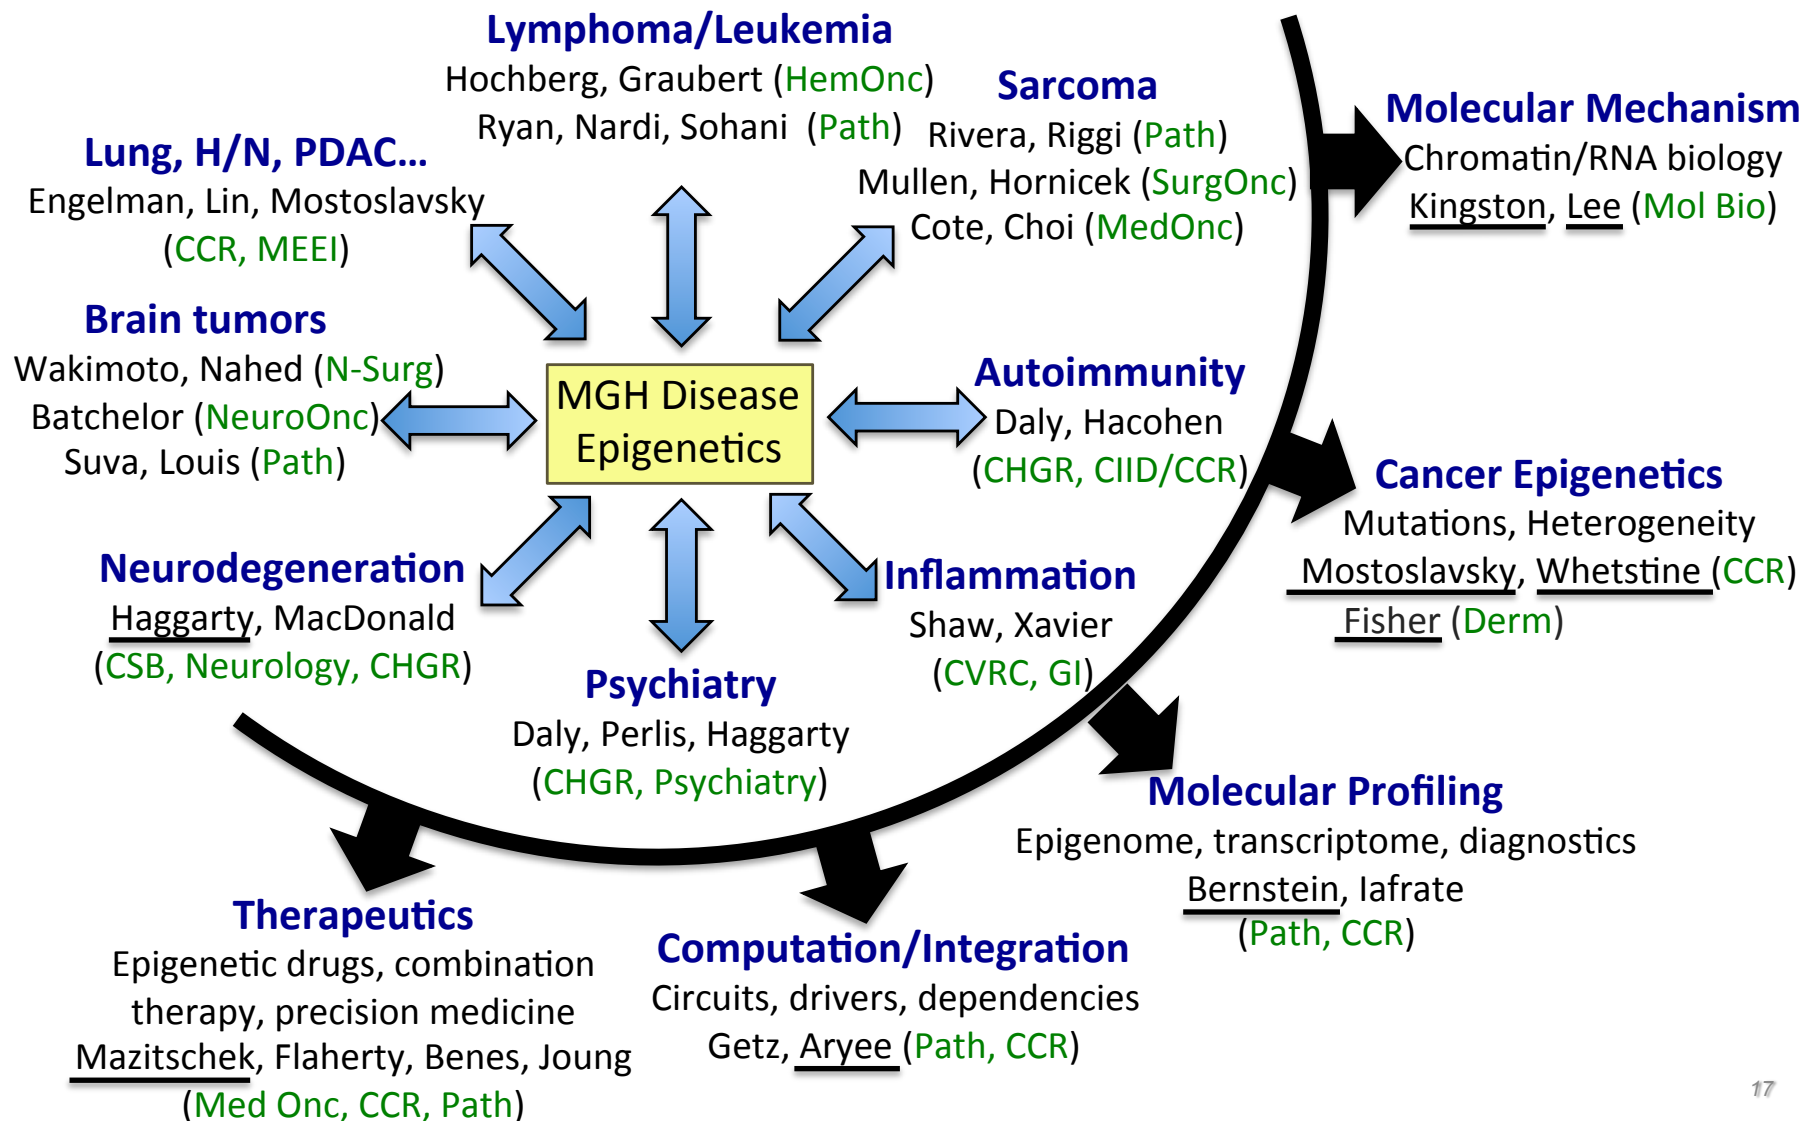 Lymphoma/Leukemia
Hochberg, Graubert (HemOnc)
Ryan, Nardi, Sohani (Path)
Sarcoma
Rivera, Riggi (Path)
Mullen, Hornicek (SurgOnc)
Cote, Choi (MedOnc)
Molecular Mechanism
Chromatin/RNA biology
Kingston, Lee (Mol Bio)
Lung, H/N, PDAC...
Engelman, Lin, Mostoslavsky
(CCR, MEEI)
Brain tumors
Wakimoto, Nahed (N-Surg)
Batchelor (NeuroOnc)
Suva, Louis (Path)
MGH Disease
Epigenetics
Autoimmunity
Daly, Hacohen
(CHGR, CIID/CCR)
Cancer Epigenetics
Mutations, Heterogeneity
Mostoslavsky, Whetstine (CCR)
Fisher (Derm)
Neurodegeneration
Haggarty, MacDonald
(CSB, Neurology, CHGR)
Inflammation
Shaw, Xavier
(CVRC, GI)
Psychiatry
Daly, Perlis, Haggarty
(CHGR, Psychiatry)
Molecular Profiling
Epigenome, transcriptome, diagnostics
Bernstein, Iafrate
(Path, CCR)
Therapeutics
Epigenetic drugs, combination
therapy, precision medicine
Mazitschek, Flaherty, Benes, Joung
(Med Onc, CCR, Path)
Computation/Integration
Circuits, drivers, dependencies
Getz, Aryee (Path, CCR)
17